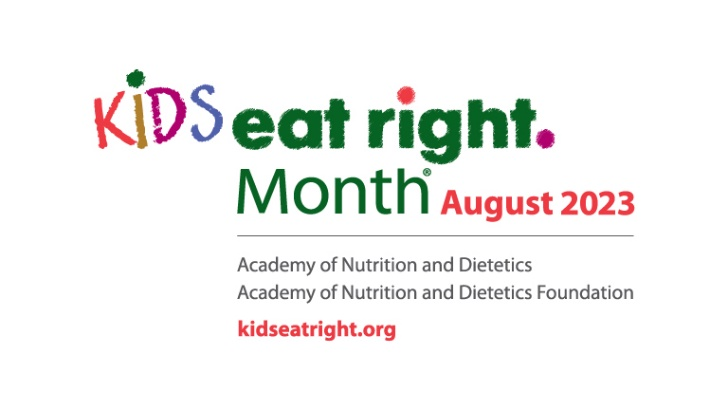 KiDS eat right.
Month® August 2023
Academy of Nutrition and Dietetics
Academy of Nutrition and Dietetics Foundation
kidseatright.org